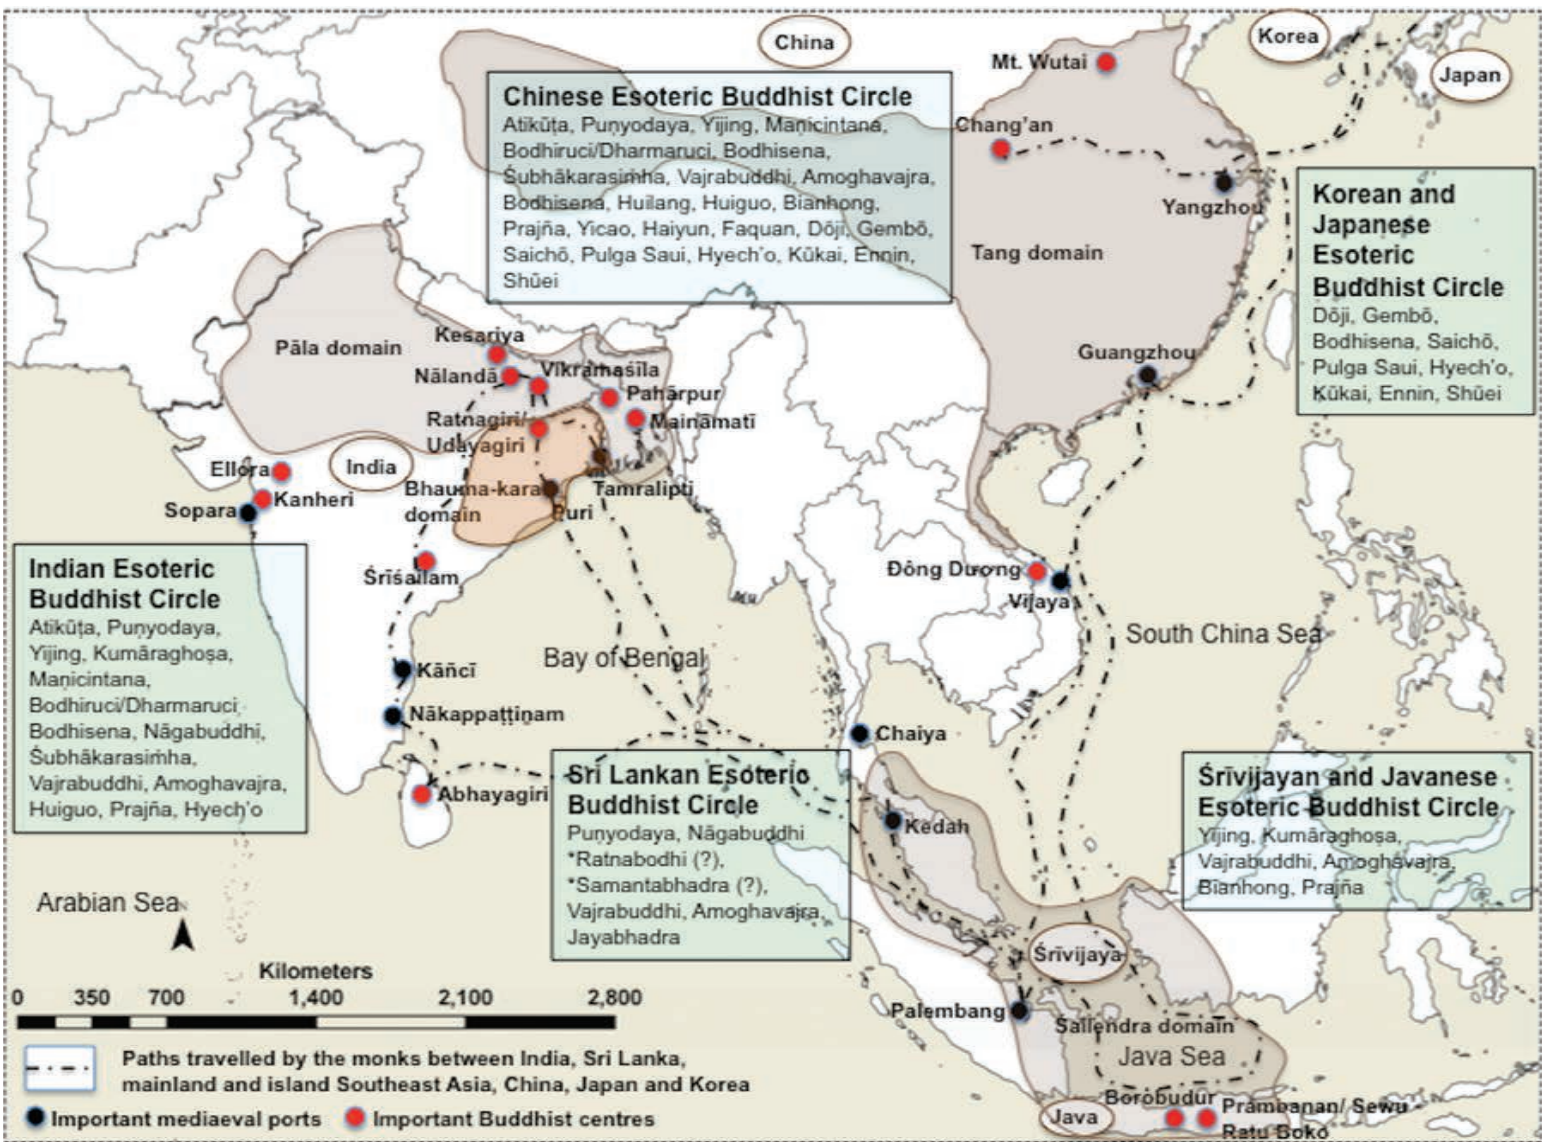 China
Korea
Japan
Mt. Wutai
Chang'an
Yangzhou
Tang domain
Guangzhou
Chinese Esoteric Buddhist Circle
Atikūṭa, Puṇyodaya, Yijing, Maṇicintana,
Bodhiruci/Dharmaruci, Bodhisena,
Śubhākarasiṁha, Vajrabuddhi, Amoghavajra,
Bodhisena, Huilang, Huiguo, Bianhong,
Prajña, Yicao, Haiyun, Faquan, Dōji, Gembō,
Saichō, Pulga Saui, Hyech'o, Kūkai, Ennin,
Shūei
Korean and
Japanese
Esoteric
Buddhist Circle
Dōji, Gembō,
Bodhisena, Saichō,
Pulga Saui, Hyech'o,
Kūkai, Ennin, Shūei
Pāla domain
Kesariya
Nālandā
Vikramaśīla
Pahārpur
Maināmatī
Ratnagiri/
Udayagiri
India
Ellora
Kanheri
Sopara
Bhauma-kara
domain
Puri
Tamralipti
Śrīśailam
Đông Dương
Vijaya
Indian Esoteric
Buddhist Circle
Atikūṭa, Puṇyodaya,
Yijing, Kumāraghoṣa,
Maṇicintana,
Bodhiruci/Dharmaruci,
Bodhisena, Nāgabuddhi,
Śubhākarasiṁha,
Vajrabuddhi, Amoghavajra,
Huiguo, Prajña, Hyech'o
Kāñcī
Nākappaṭṭiṇam
Abhayagiri
Bay of Bengal
South China Sea
Chaiya
Kedah
Sri Lankan Esoteric
Buddhist Circle
Puṇyodaya, Nāgabuddhi
*Ratnabodhi (?),
*Samantabhadra (?),
Vajrabuddhi, Amoghavajra,
Jayabhadra
Śrīvijayan and Javanese
Esoteric Buddhist Circle
Yijing, Kumāraghoṣa,
Vajrabuddhi, Amoghavajra,
Bianhong, Prajña
Arabian Sea
N
Śrīvijaya
Palembang
Śailendra domain
Java Sea
Borobudur
Java
Prambanan/ Sewu
Ratu Boko
Kilometers
0 350 700 1,400 2,100 2,800
Paths travelled by the monks between India, Sri Lanka,
mainland and island Southeast Asia, China, Japan and Korea
Important mediaeval ports
Important Buddhist centres